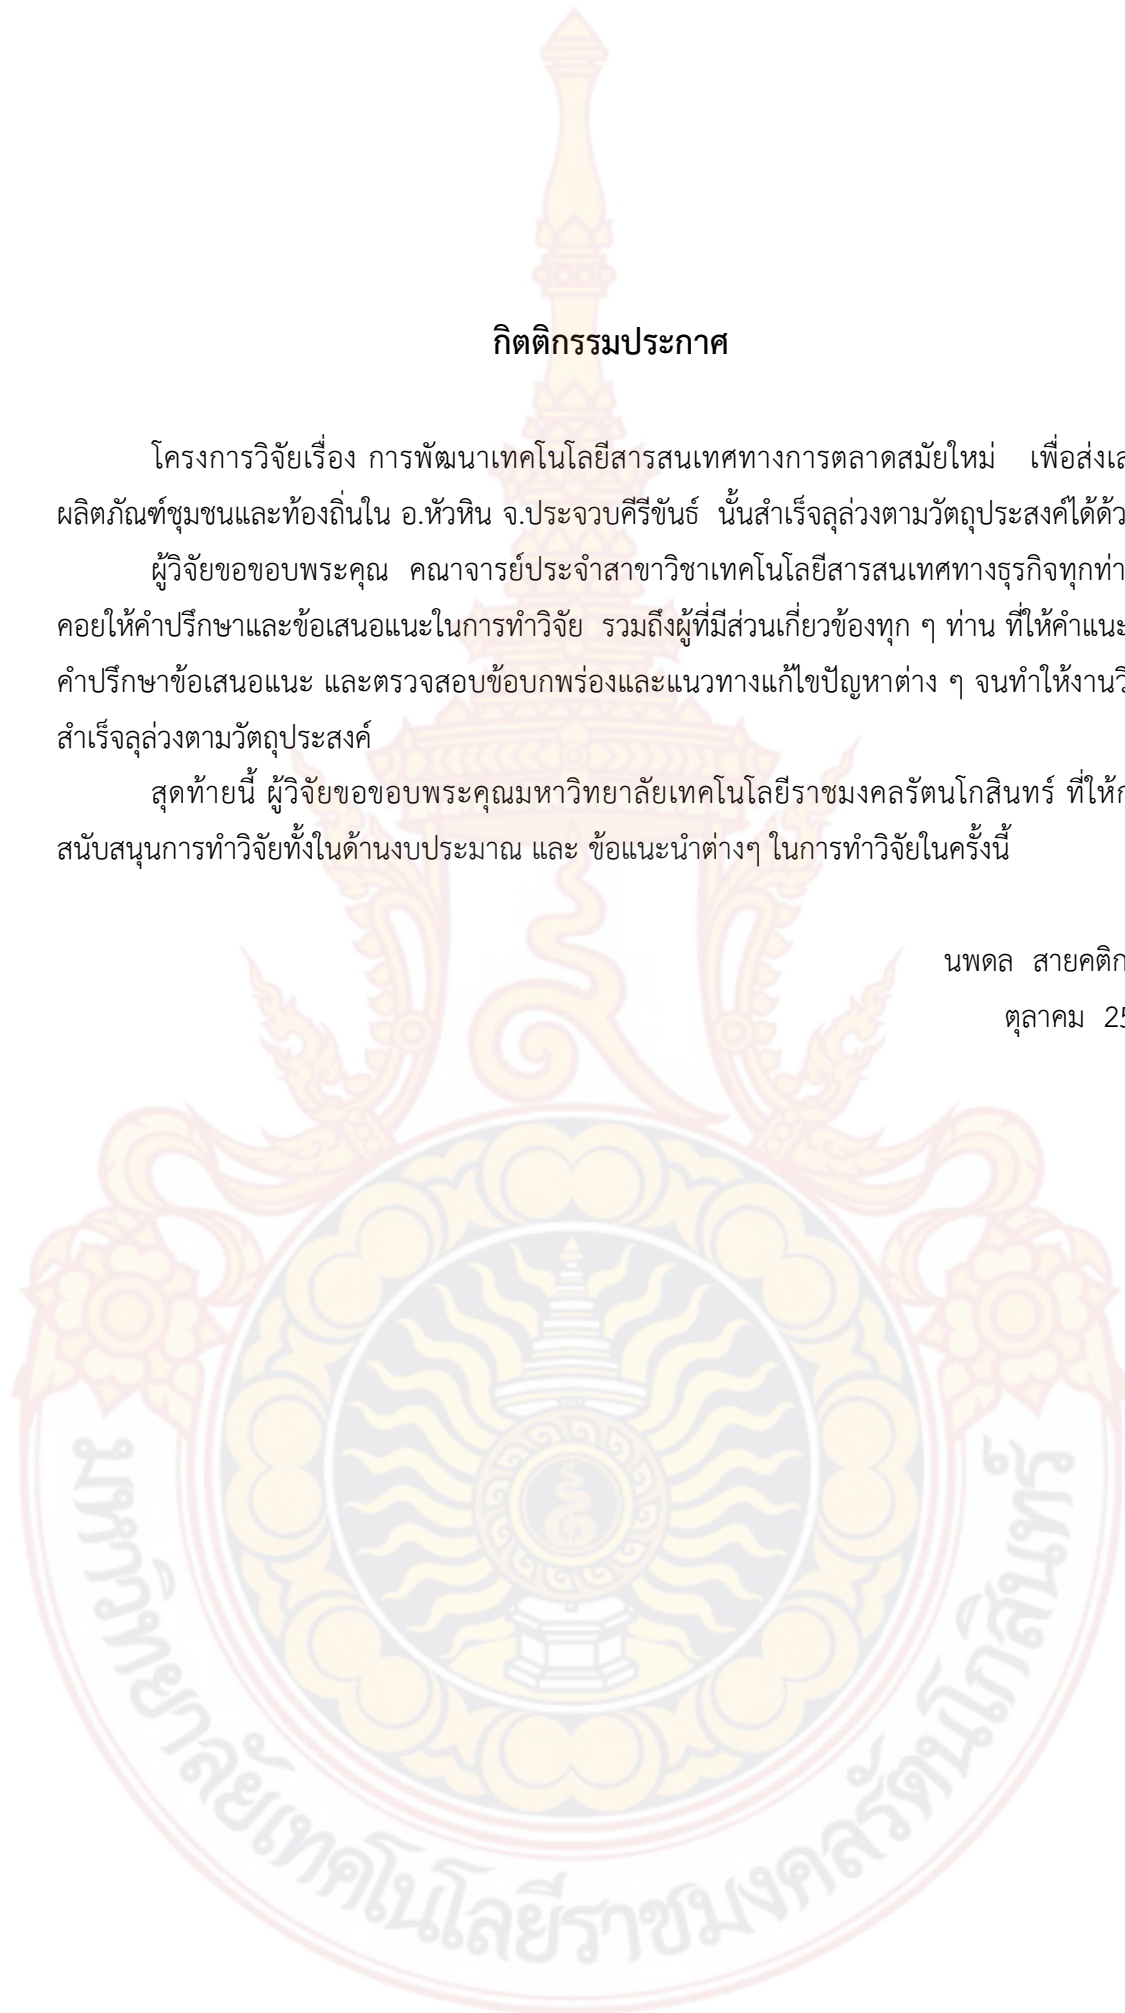 กิตติกรรมประกาศ
โครงการวิจัยเรื่อง การพัฒนาเทคโนโลยีสารสนเทศทางการตลาดสมัยใหม่ เพื่อส่งเส
ผลิตภัณฑ์ชุมชนและท้องถิ่นใน อ.หัวหิน จ.ประจวบคีรีขันธ์ นั้นสำเร็จลุล่วงตามวัตถุประสงค์ได้ด้ว
ผู้วิจัยขอขอบพระคุณ คณาจารย์ประจำสาขาวิชาเทคโนโลยีสารสนเทศทางธุรกิจทุกท่า
คอยให้คำปรึกษาและข้อเสนอแนะในการทำวิจัย รวมถึงผู้ที่มีส่วนเกี่ยวข้องทุก ๆ ท่าน ที่ให้คำแนะ
คำปรึกษาข้อเสนอแนะ และตรวจสอบข้อบกพร่องและแนวทางแก้ไขปัญหาต่าง ๆ จนทำให้งานวิ
สำเร็จลุล่วงตามวัตถุประสงค์
สุดท้ายนี้ ผู้วิจัยขอขอบพระคุณมหาวิทยาลัยเทคโนโลยีราชมงคลรัตนโกสินทร์ ที่ให้ก
สนับสนุนการทำวิจัยทั้งในด้านงบประมาณ และ ข้อแนะนำต่างๆ ในการทำวิจัยในครั้งนี้
นพดล สายคติก
ตุลาคม 25
มหาวิทยาลัยเทคโนโลยีราชมงคลรัตนโกสินทร์